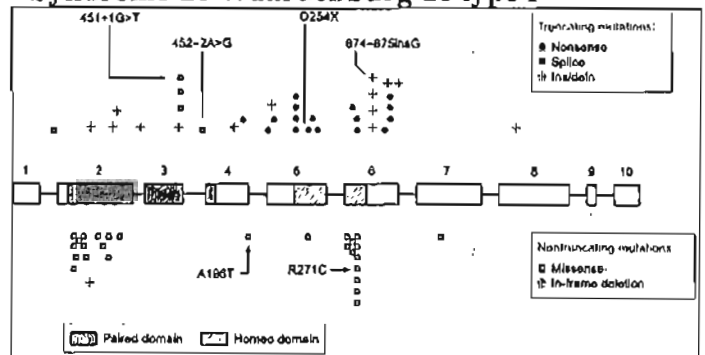 451+1G>T
452-2A>G
Q254X
874-875insG
Truncating mutations:
Nonsense
Splice
Ins/deln
1 2 3 4 5 6 7 8 9 10
A196T
R271C
Nontruncating mutations
Missense
In-frame deletion
Paired domain
Homeo domain